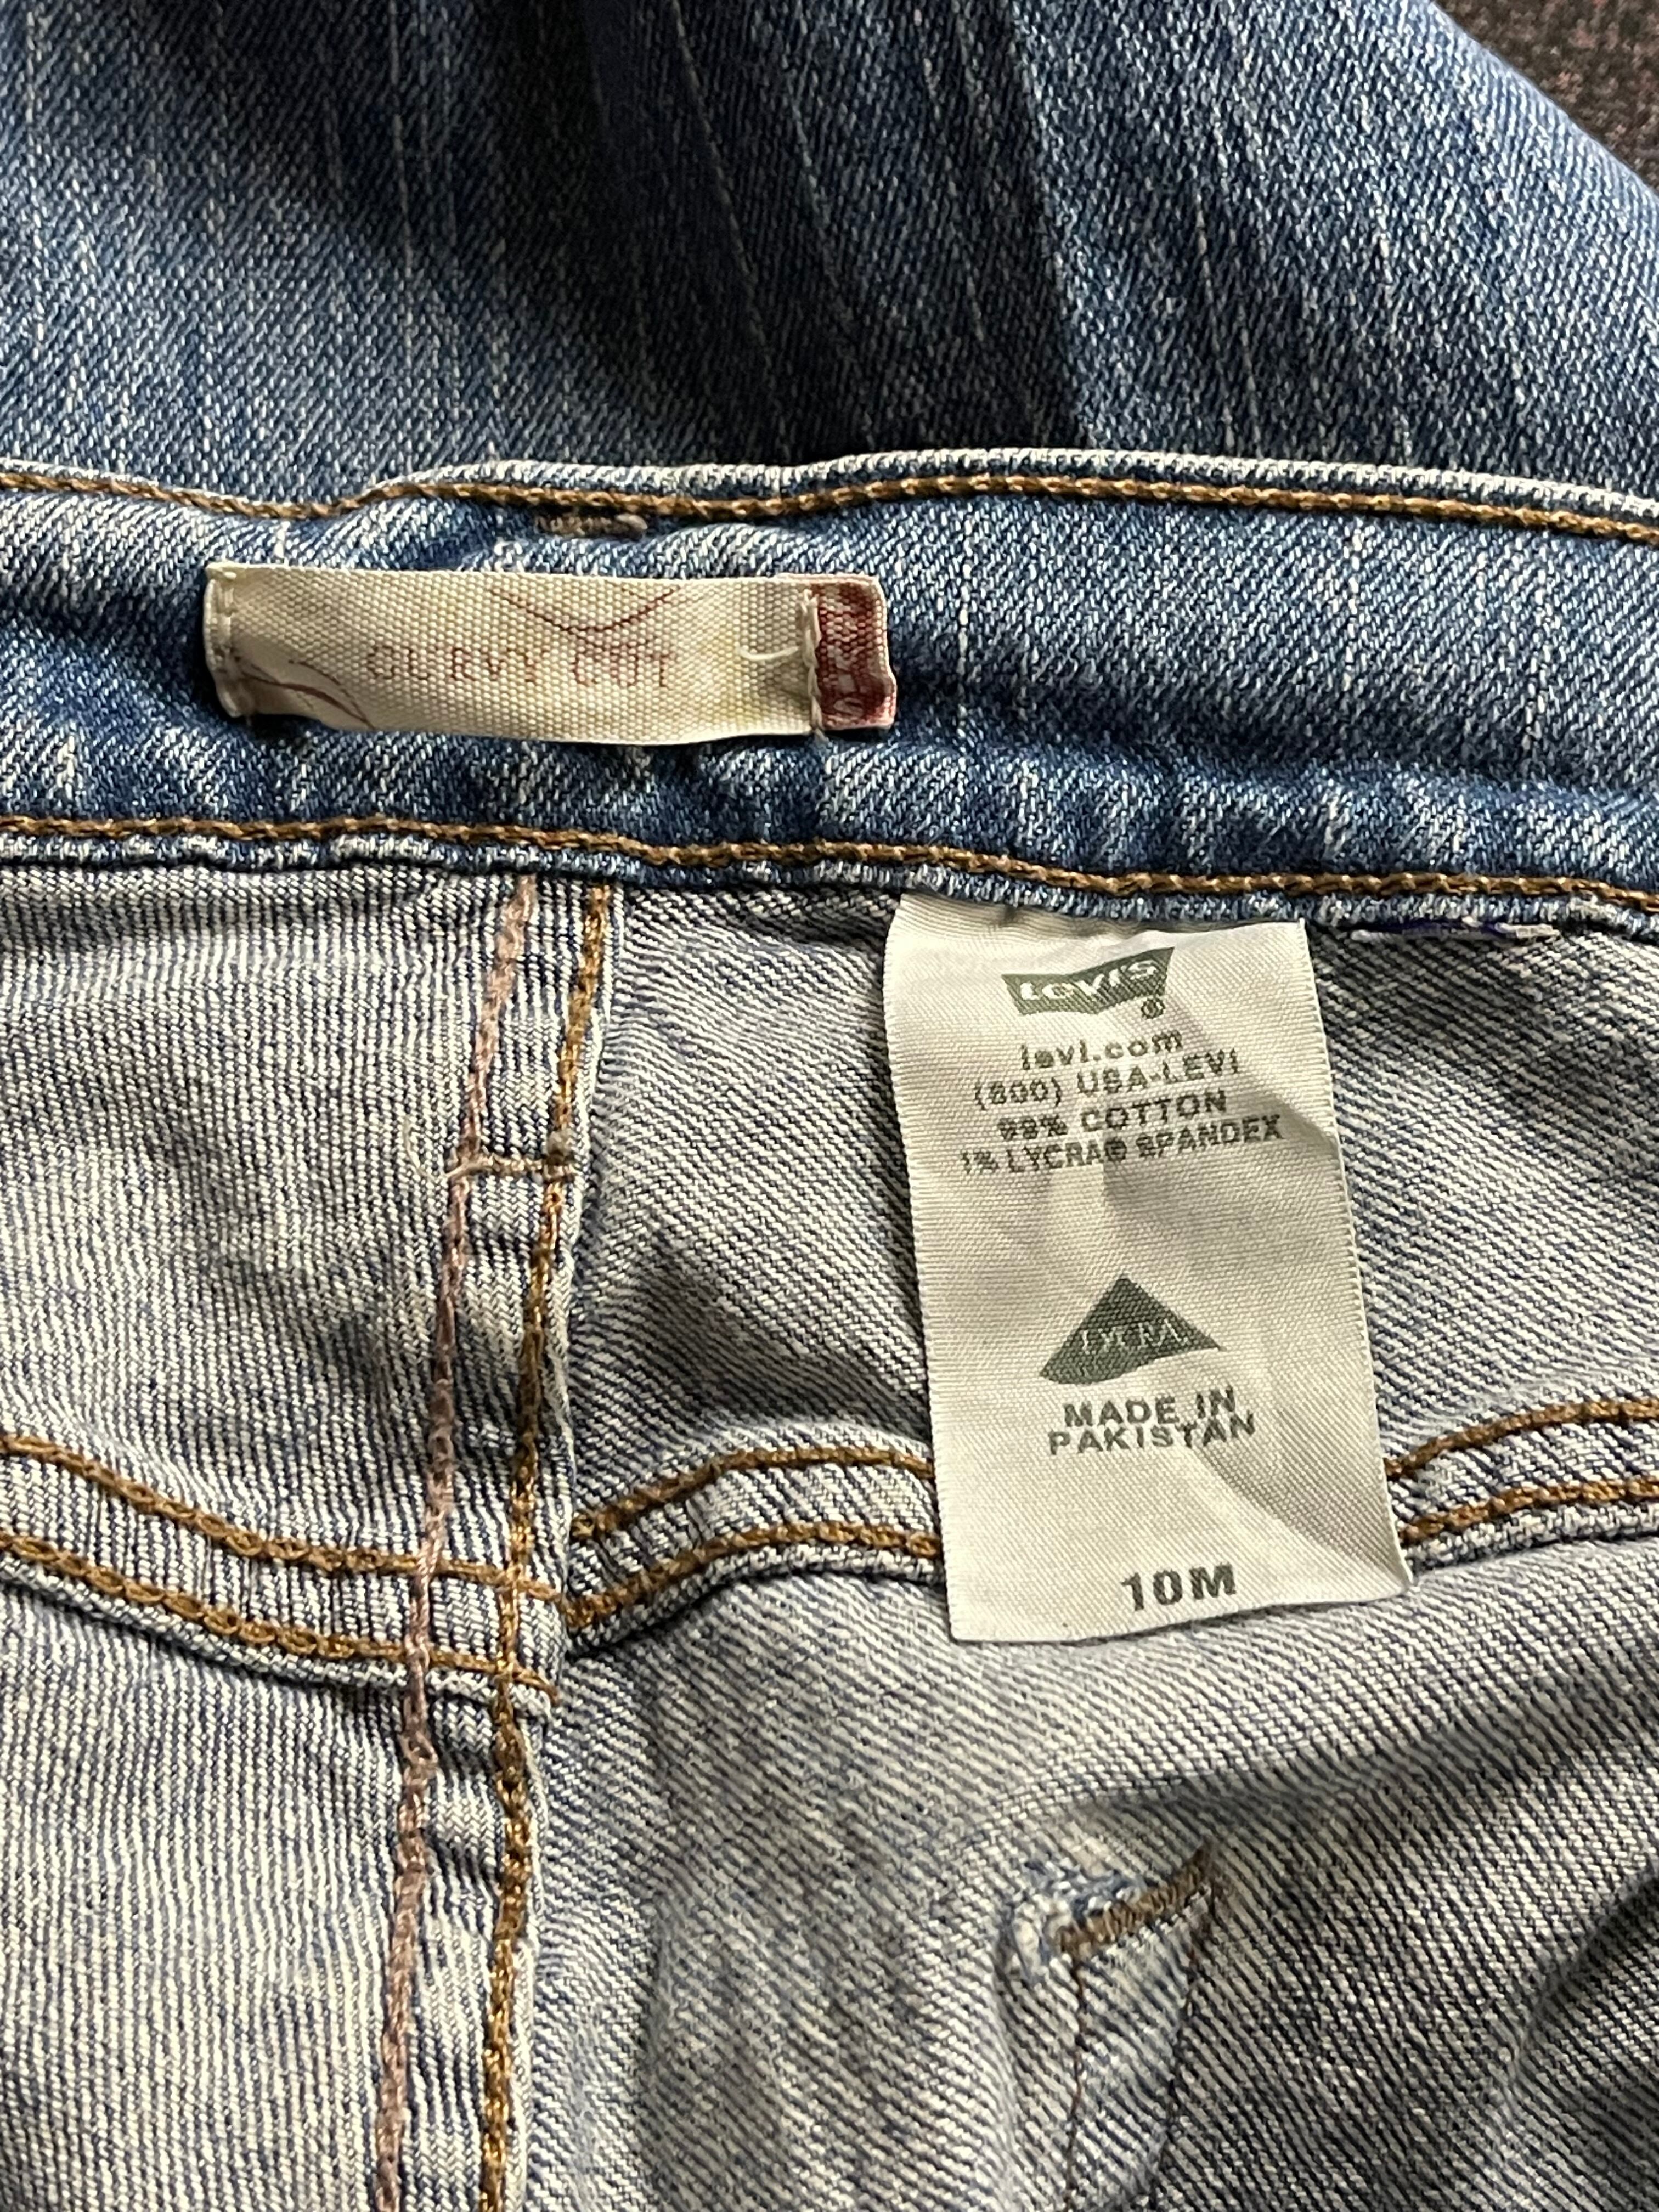 CURVY CUT
LEVI'S®
levi.com
(800) USA-LEVI
99% COTTON
1% LYCRA® SPANDEX
MADE IN
PAKISTAN
10M